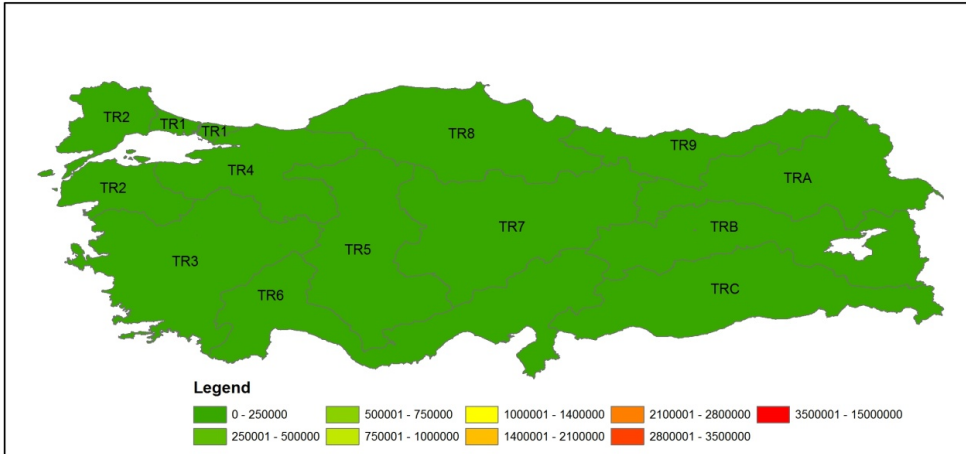 TR2
TR1
TR1
TR8
TR9
TR4
TRA
TR2
TRB
TR7
TR5
TR3
TRC
TR6
Legend
0 - 250000
500001 - 750000
1000001 - 1400000
2100001 - 2800000
3500001 - 15000000
250001 - 500000
750001 - 1000000
1400001 - 2100000
2800001 - 3500000